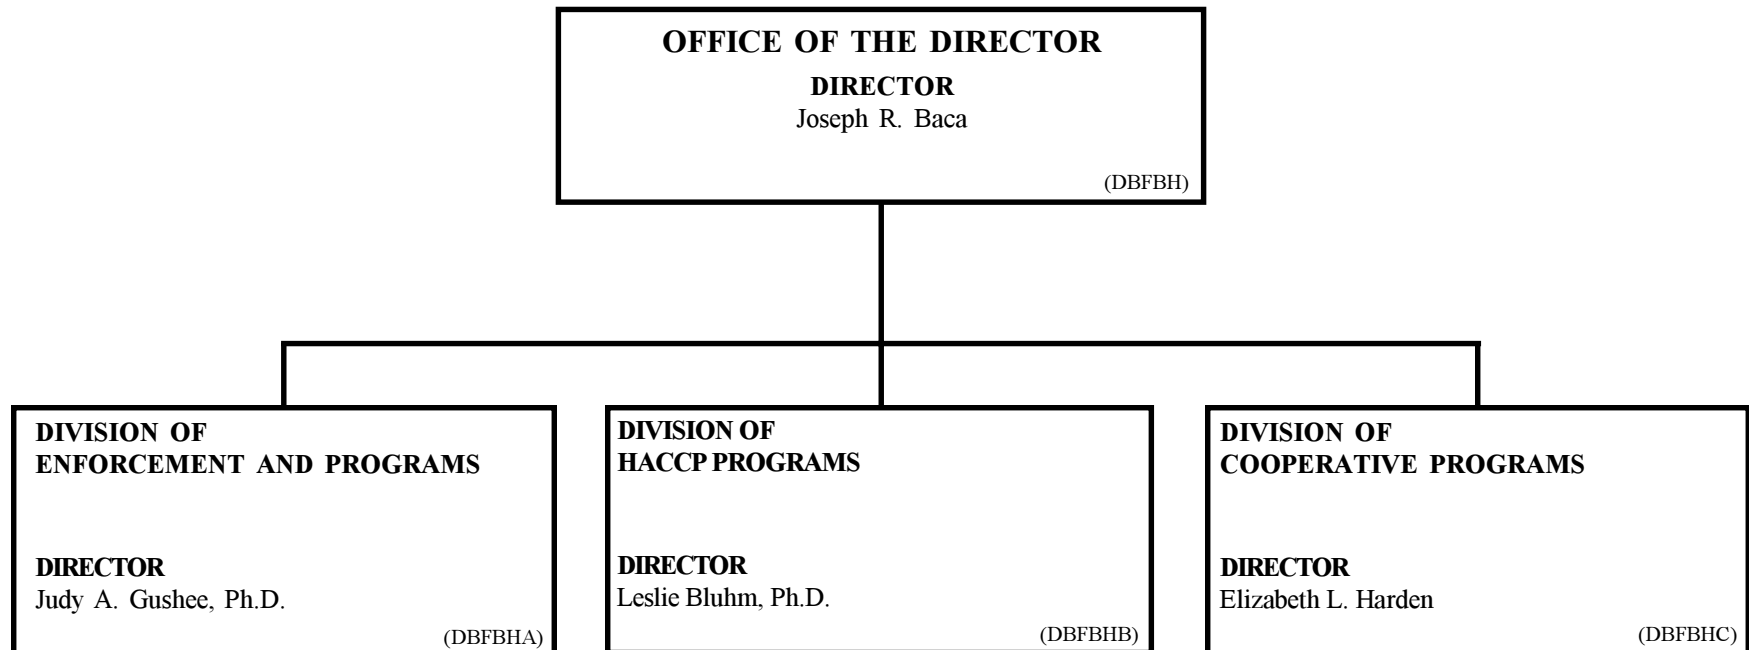 OFFICE OF THE DIRECTOR
DIRECTOR
Joseph R. Baca
(DBFBH)
DIVISION OF
ENFORCEMENT AND PROGRAMS
DIRECTOR
Judy A. Gushee, Ph.D.
(DBFBHA)
DIVISION OF
HACCP PROGRAMS
DIRECTOR
Leslie Bluhm, Ph.D.
(DBFBHB)
DIVISION OF
COOPERATIVE PROGRAMS
DIRECTOR
Elizabeth L. Harden
(DBFBHC)